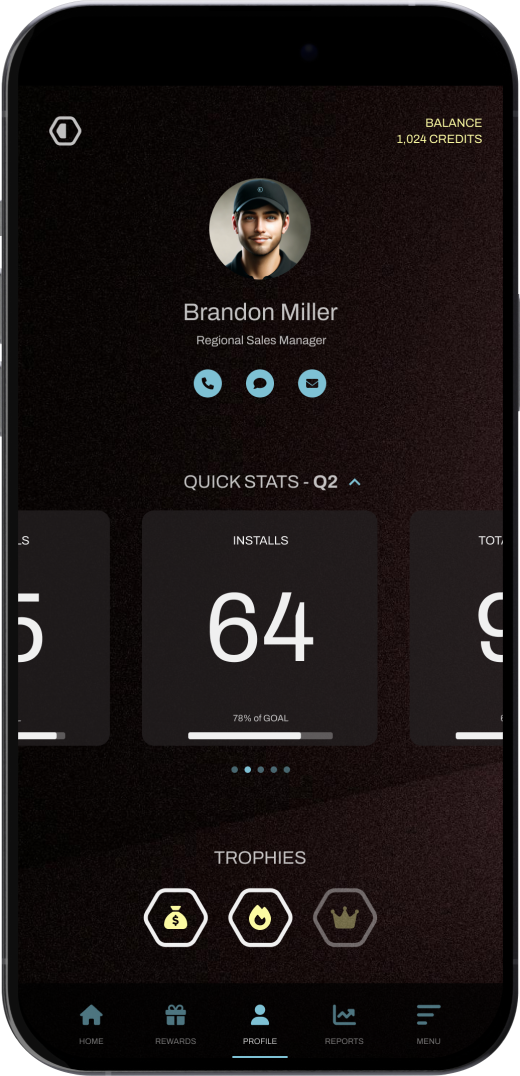 BALANCE
1,024 CREDITS
Brandon Miller
Regional Sales Manager
QUICK STATS - Q2
LS
INSTALLS
TOTA
5
64
9
L
78% of GOAL
6
TROPHIES
$
HOME
REWARDS
PROFILE
REPORTS
MENU